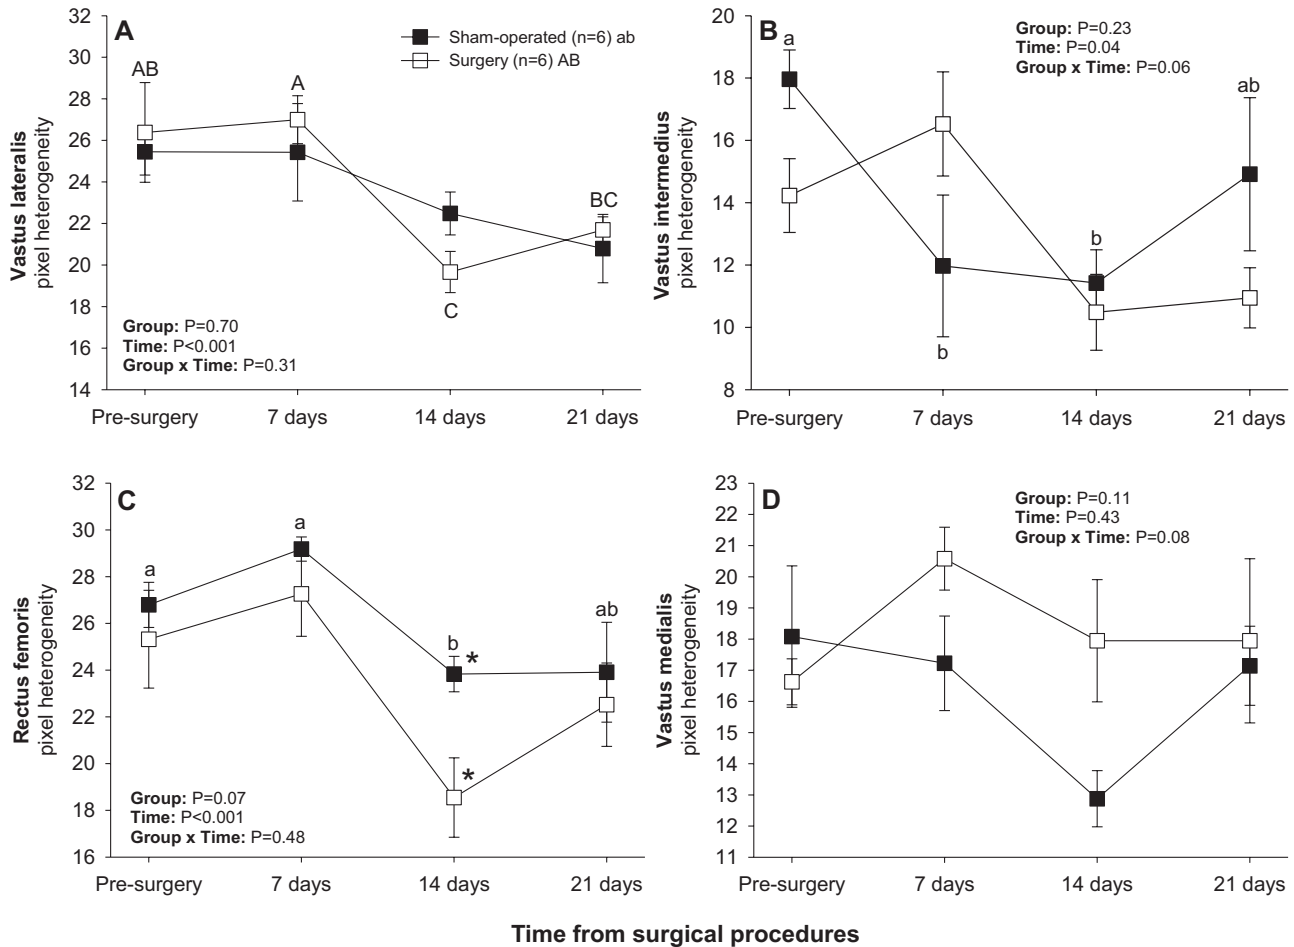 A
Sham-operated (n=6) ab
Surgery (n=6) AB
Vastus lateralis
pixel heterogeneity
32
30
28
26
24
22
20
18
16
14
AB
A
C
BC
Group: P=0.70
Time: P<0.001
Group x Time: P=0.31
Pre-surgery
7 days
14 days
21 days
B
Group: P=0.23
Time: P=0.04
Group x Time: P=0.06
Vastus intermedius
pixel heterogeneity
20
18
16
14
12
10
8
a
b
b
ab
Pre-surgery
7 days
14 days
21 days
C
Rectus femoris
pixel heterogeneity
32
30
28
26
24
22
20
18
16
a
a
b
*
ab
*
Group: P=0.07
Time: P<0.001
Group x Time: P=0.48
Pre-surgery
7 days
14 days
21 days
D
Group: P=0.11
Time: P=0.43
Group x Time: P=0.08
Vastus medialis
pixel heterogeneity
23
22
21
20
19
18
17
16
15
14
13
12
11
Pre-surgery
7 days
14 days
21 days
Time from surgical procedures